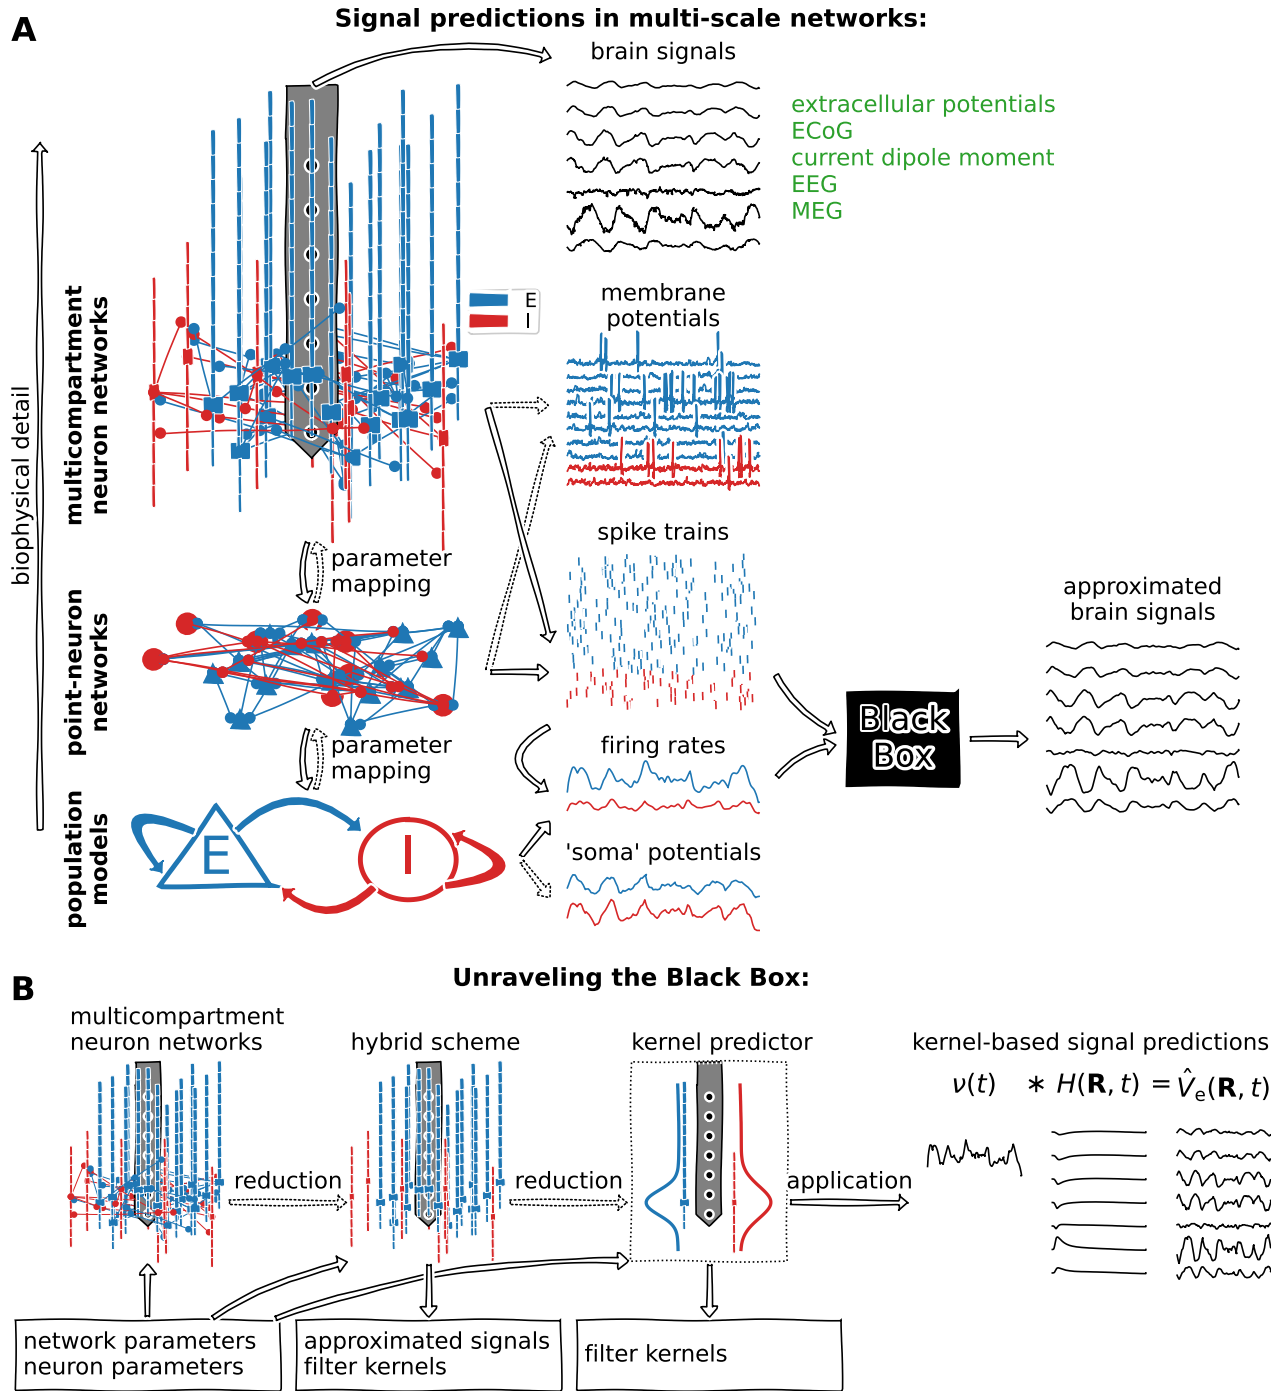 A
Signal predictions in multi-scale networks:
brain signals
extracellular potentials
ECoG
current dipole moment
EEG
MEG
biophysical detail
multicompartment
neuron networks
E
I
membrane
potentials
parameter
mapping
spike trains
point-neuron
networks
approximated
brain signals
Black
Box
parameter
mapping
firing rates
population
models
E
I
'soma' potentials
B
Unraveling the Black Box:
multicompartment
neuron networks
hybrid scheme
kernel predictor
kernel-based signal predictions
ν(t) ∗ H(R, t) = V̂e(R, t)
reduction
reduction
application
network parameters
neuron parameters
approximated signals
filter kernels
filter kernels